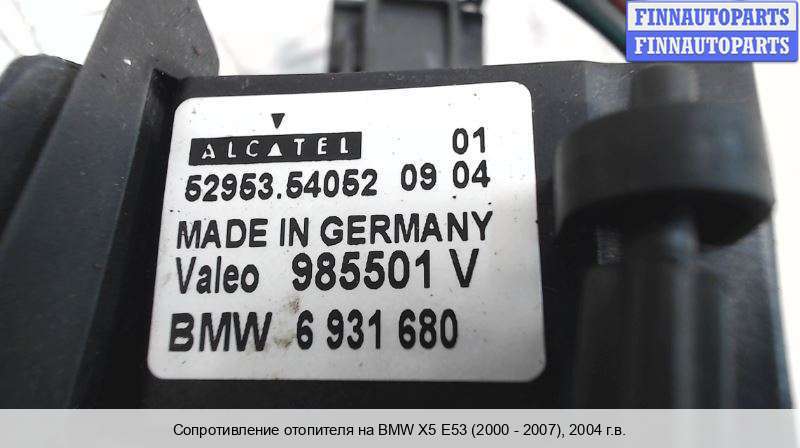 FINNAUTOPARTS
FINNAUTOPARTS
ALCATEL 01
52953.54052 09 04
MADE IN GERMANY
Valeo 985501 V
BMW 6 931 680
Сопротивление отопителя на BMW X5 E53 (2000 - 2007), 2004 г.в.